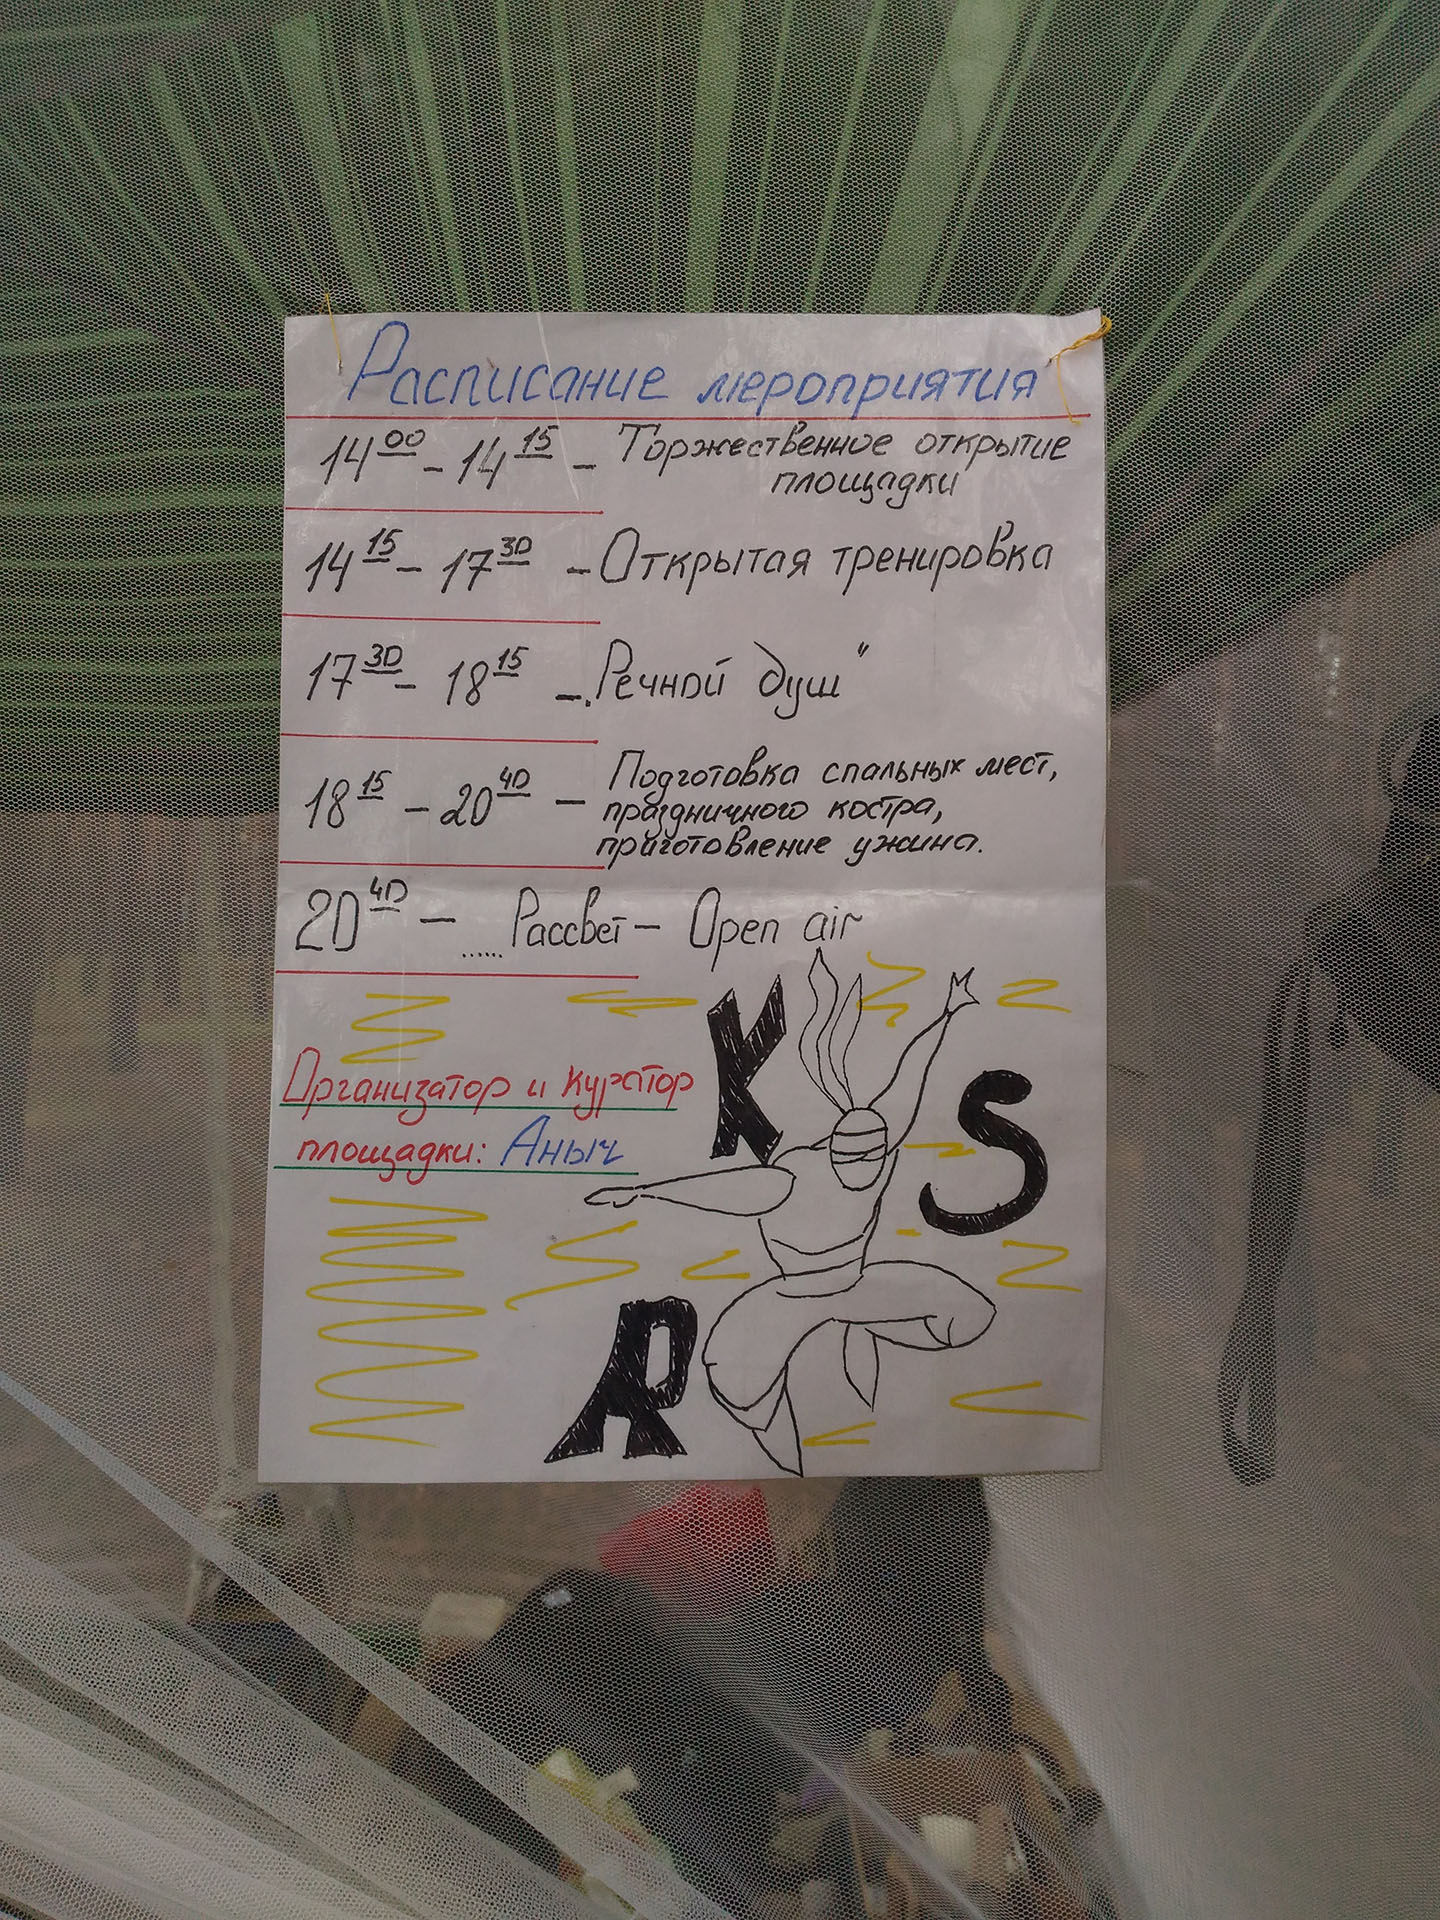 Расписание мероприятия
14 00 - 14 15 - Торжественное открытие
площадки
14 15 - 17 30 - Открытая тренировка
17 30 - 18 15 - „Речной душ"
18 15 - 20 40 - Подготовка спальных мест,
праздничного костра,
приготовление ужина.
20 40 - ...... Рассвет - Open air
Организатор и куратор
площадки: Аныч
K
S
R